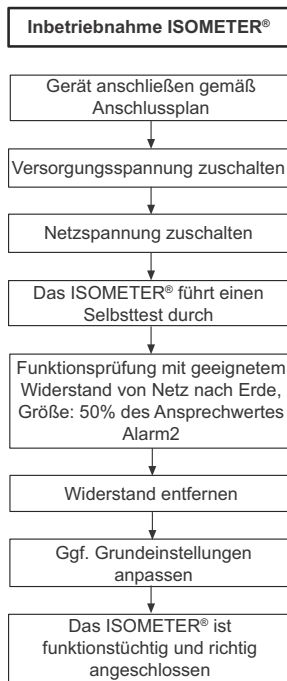 Inbetriebnahme ISOMETER®
Gerät anschließen gemäß
Anschlussplan
Versorgungsspannung zuschalten
Netzspannung zuschalten
Das ISOMETER® führt einen
Selbsttest durch
Funktionsprüfung mit geeignetem
Widerstand von Netz nach Erde,
Größe: 50% des Ansprechwertes
Alarm2
Widerstand entfernen
Ggf. Grundeinstellungen
anpassen
Das ISOMETER® ist
funktionstüchtig und richtig
angeschlossen